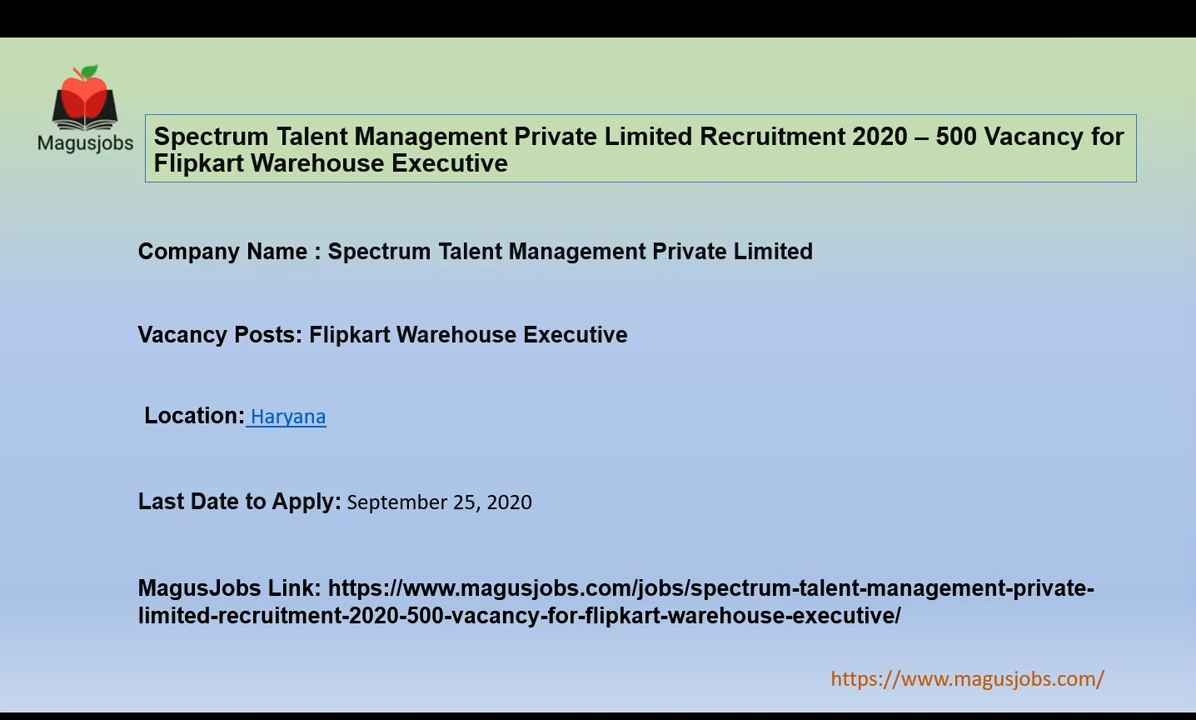 Magusjobs
Spectrum Talent Management Private Limited Recruitment 2020 – 500 Vacancy for
Flipkart Warehouse Executive
Company Name : Spectrum Talent Management Private Limited
Vacancy Posts: Flipkart Warehouse Executive
Location: Haryana
Last Date to Apply: September 25, 2020
MagusJobs Link: https://www.magusjobs.com/jobs/spectrum-talent-management-private-
limited-recruitment-2020-500-vacancy-for-flipkart-warehouse-executive/
https://www.magusjobs.com/